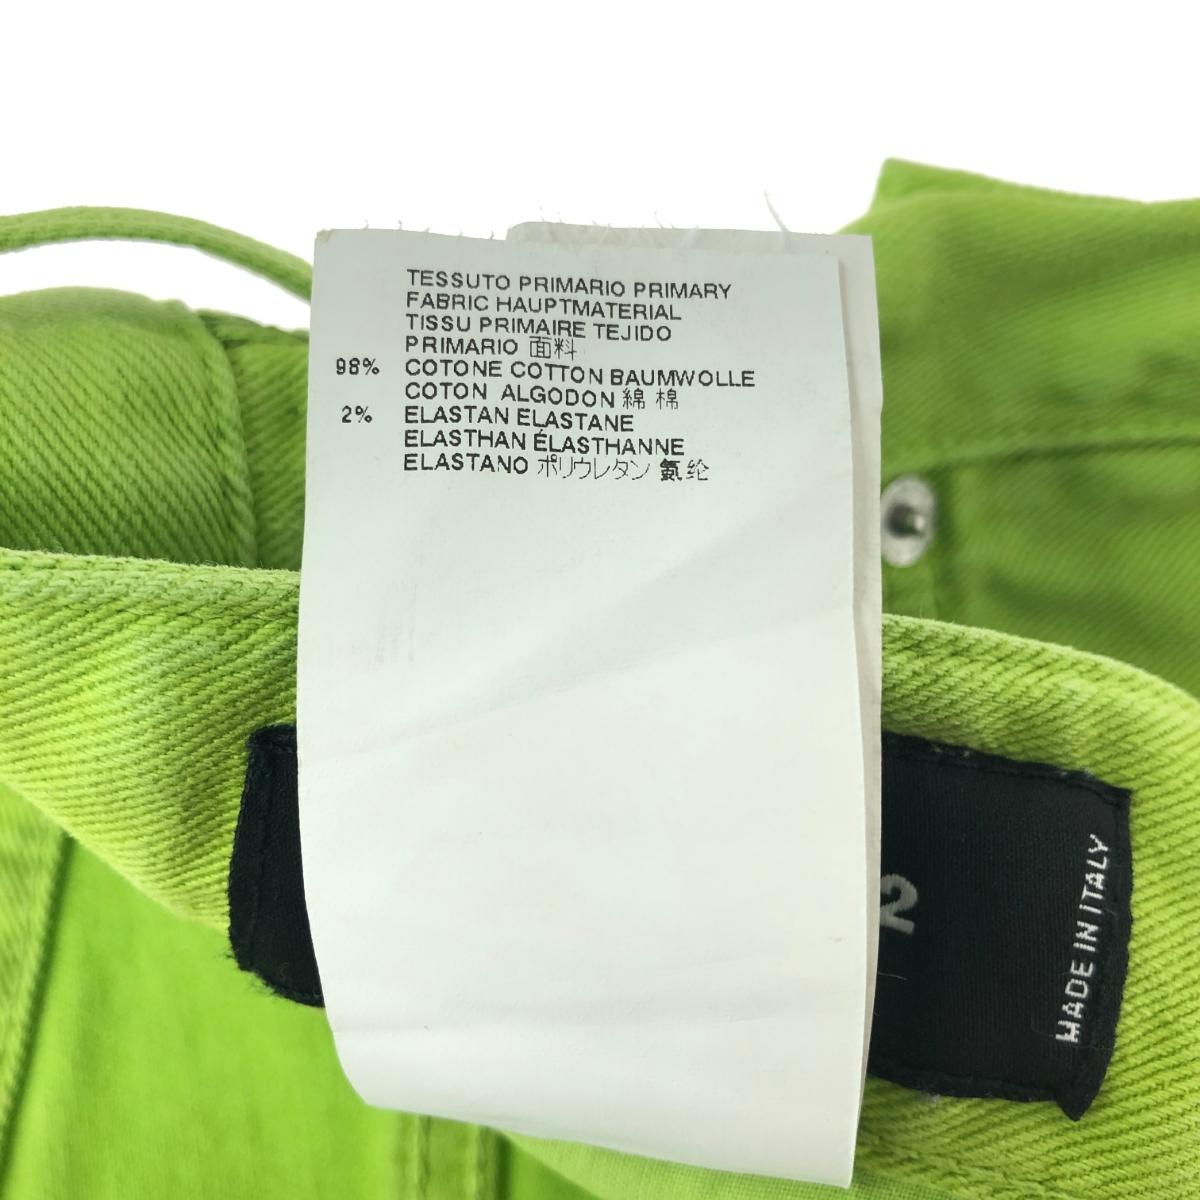 TESSUTO PRIMARIO PRIMARY
FABRIC HAUPTMATERIAL
TISSU PRIMAIRE TEJIDO
PRIMARIO 面料
98% COTONE COTTON BAUMWOLLE
COTON ALGODON 綿 棉
2% ELASTAN ELASTANE
ELASTHAN ÉLASTHANNE
ELASTANO ポリウレタン 氨纶
2
MADE IN ITALY